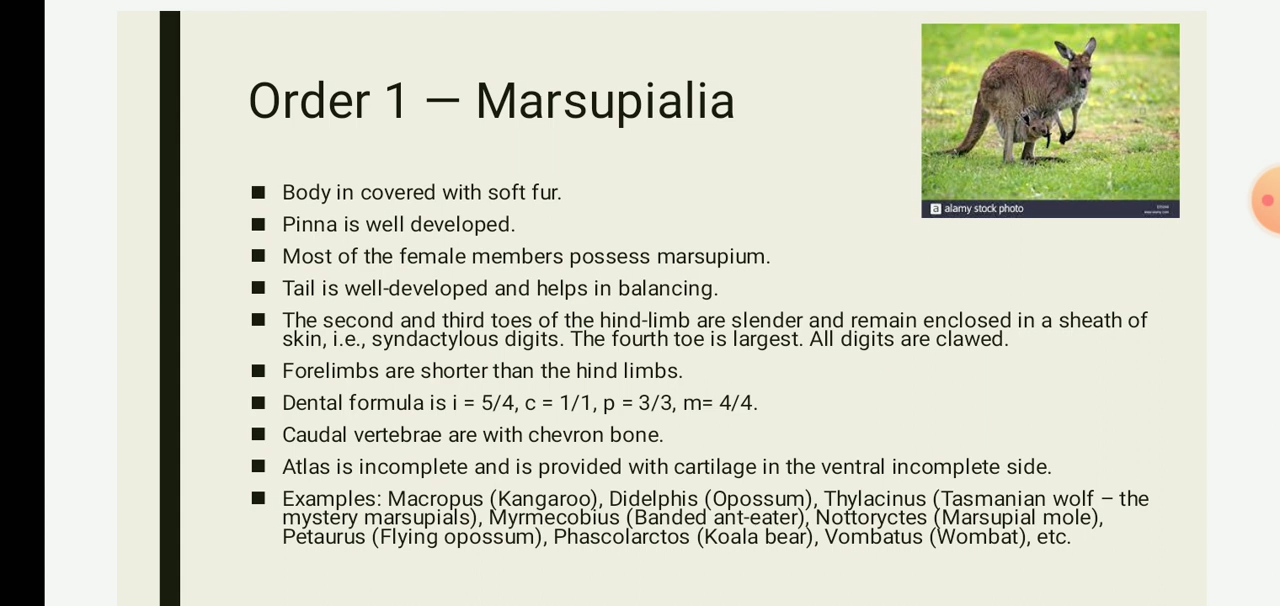 Order 1 — Marsupialia
■ Body in covered with soft fur.
■ Pinna is well developed.
■ Most of the female members possess marsupium.
■ Tail is well-developed and helps in balancing.
■ The second and third toes of the hind-limb are slender and remain enclosed in a sheath of
skin, i.e., syndactylous digits. The fourth toe is largest. All digits are clawed.
■ Forelimbs are shorter than the hind limbs.
■ Dental formula is i = 5/4, c = 1/1, p = 3/3, m= 4/4.
■ Caudal vertebrae are with chevron bone.
■ Atlas is incomplete and is provided with cartilage in the ventral incomplete side.
■ Examples: Macropus (Kangaroo), Didelphis (Opossum), Thylacinus (Tasmanian wolf – the
mystery marsupials), Myrmecobius (Banded ant-eater), Nottoryctes (Marsupial mole),
Petaurus (Flying opossum), Phascolarctos (Koala bear), Vombatus (Wombat), etc.
a alamy stock photo